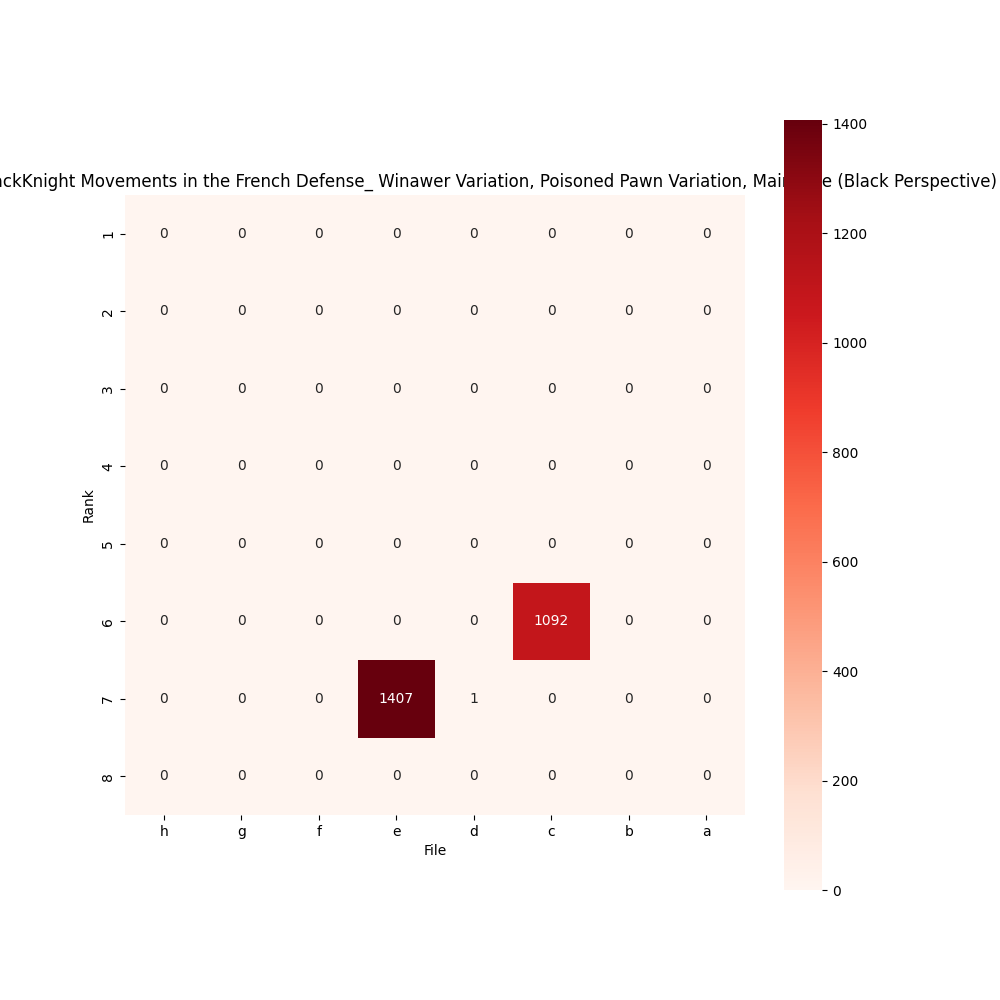 ckKnight Movements in the French Defense_ Winawer Variation, Poisoned Pawn Variation, Mai e (Black Perspective)
1 0 0 0 0 0 0 0 0
2 0 0 0 0 0 0 0 0
3 0 0 0 0 0 0 0 0
4 0 0 0 0 0 0 0 0
5 0 0 0 0 0 0 0 0
6 0 0 0 0 0 1092 0 0
7 0 0 0 1407 1 0 0 0
8 0 0 0 0 0 0 0 0
h g f e d c b a
File
Rank
1400
1200
1000
800
600
400
200
0